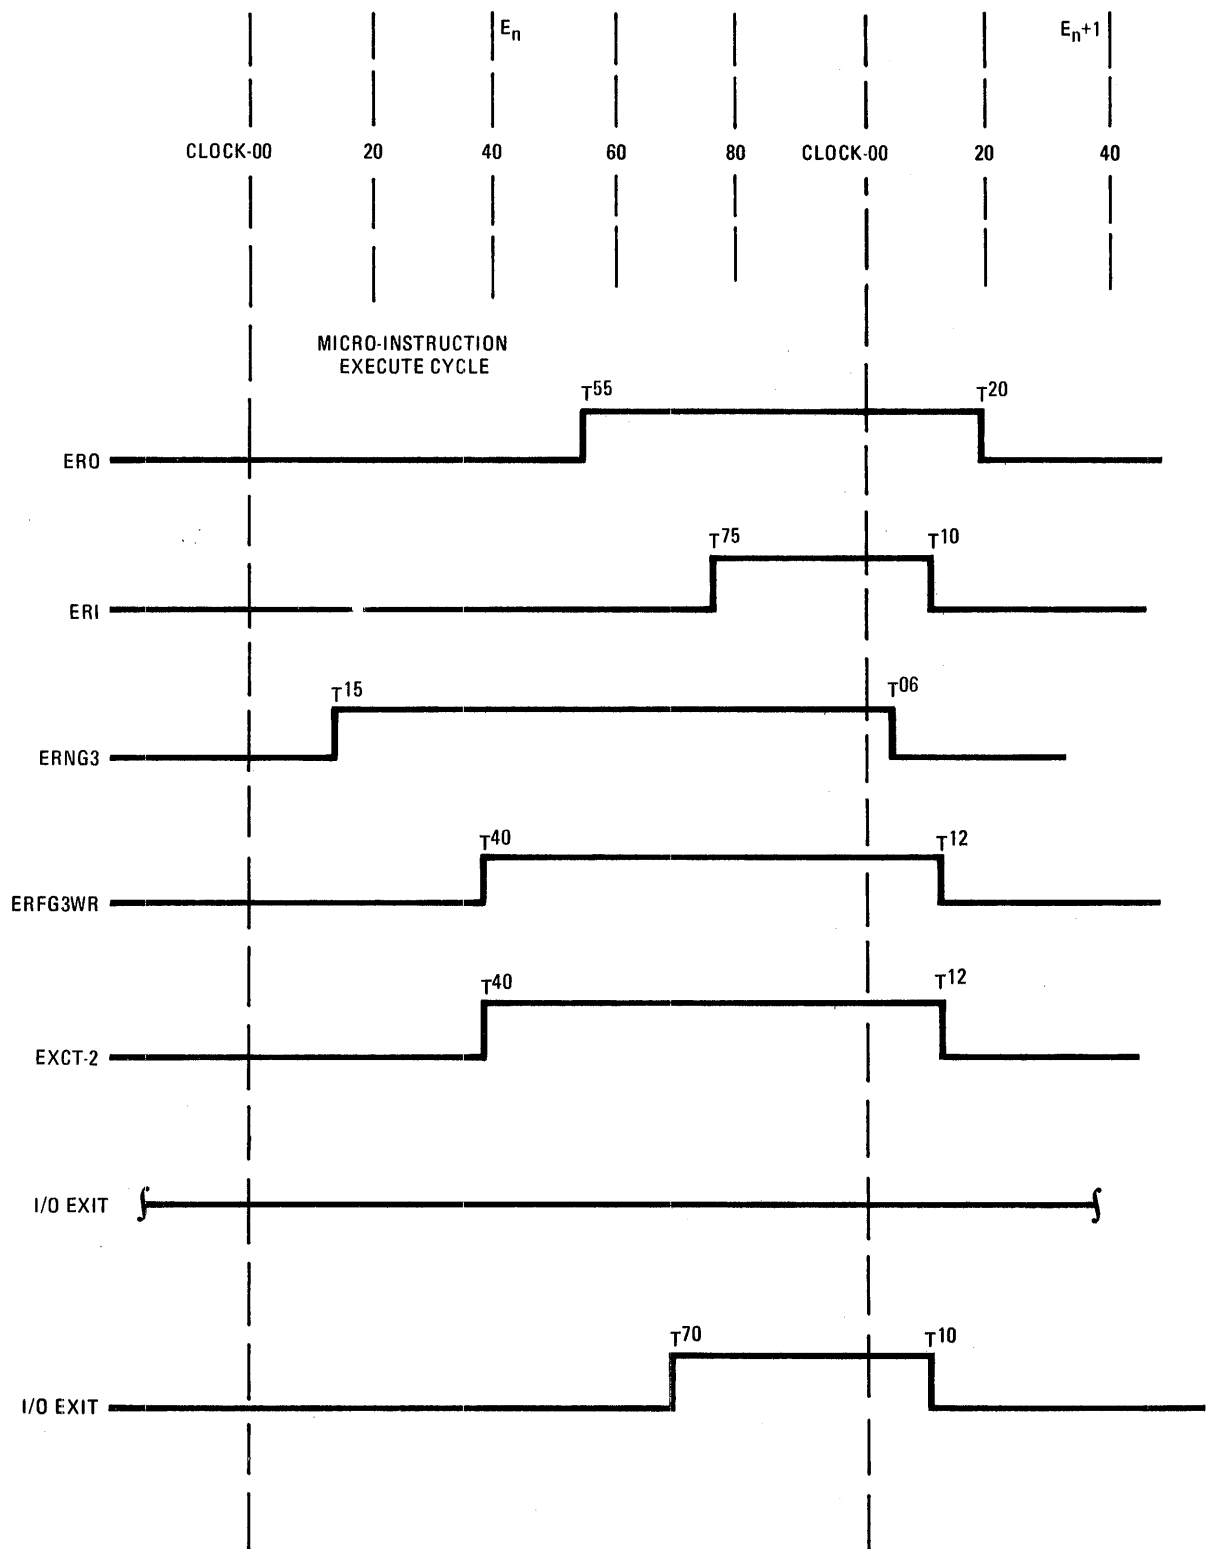 En En+1
CLOCK-00 20 40 60 80 CLOCK-00 20 40
MICRO-INSTRUCTION
EXECUTE CYCLE
T55 T20
ERO
T75 T10
ERI
T15 T06
ERNG3
T40 T12
ERFG3WR
T40 T12
EXCT-2
I/O EXIT
T70 T10
I/O EXIT